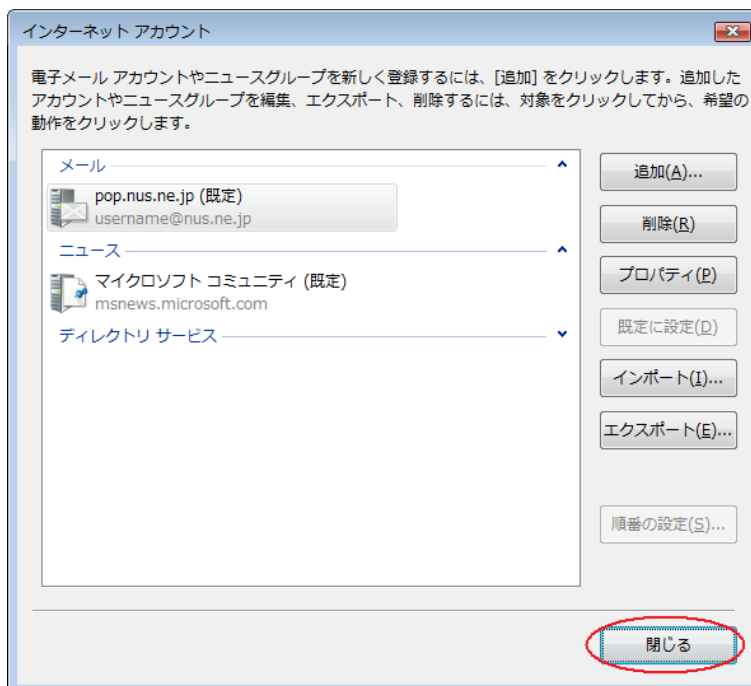 インターネット アカウント
電子メール アカウントやニュースグループを新しく登録するには、[追加] をクリックします。追加した
アカウントやニュースグループを編集、エクスポート、削除するには、対象をクリックしてから、希望の
動作をクリックします。
メール
pop.nus.ne.jp (既定)
username@nus.ne.jp
ニュース
マイクロソフト コミュニティ (既定)
msnews.microsoft.com
ディレクトリ サービス
追加(A)...
削除(R)
プロパティ(P)
既定に設定(D)
インポート(I)...
エクスポート(E)...
順番の設定(S)...
閉じる